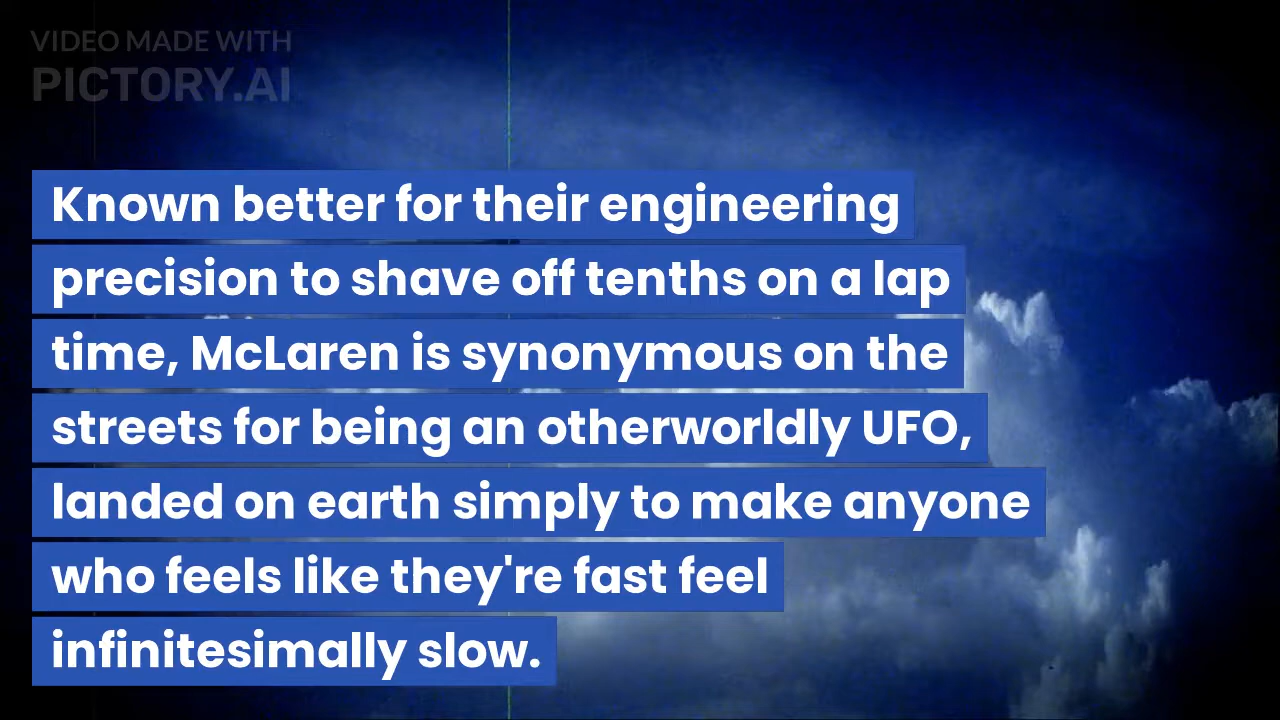 VIDEO MADE WITH
PICTORY.AI
Known better for their engineering
precision to shave off tenths on a lap
time, McLaren is synonymous on the
streets for being an otherworldly UFO,
landed on earth simply to make anyone
who feels like they're fast feel
infinitesimally slow.